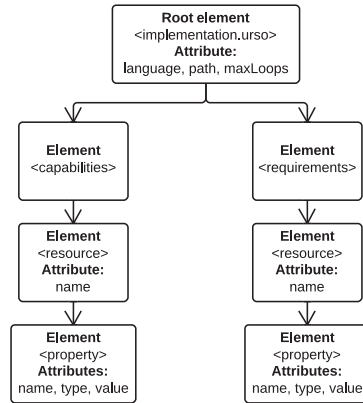 Root element
<implementation.urso>
Attribute:
language, path, maxLoops
Element
<capabilities>
Element
<requirements>
Element
<resource>
Attribute:
name
Element
<resource>
Attribute:
name
Element
<property>
Attributes:
name, type, value
Element
<property>
Attributes:
name, type, value